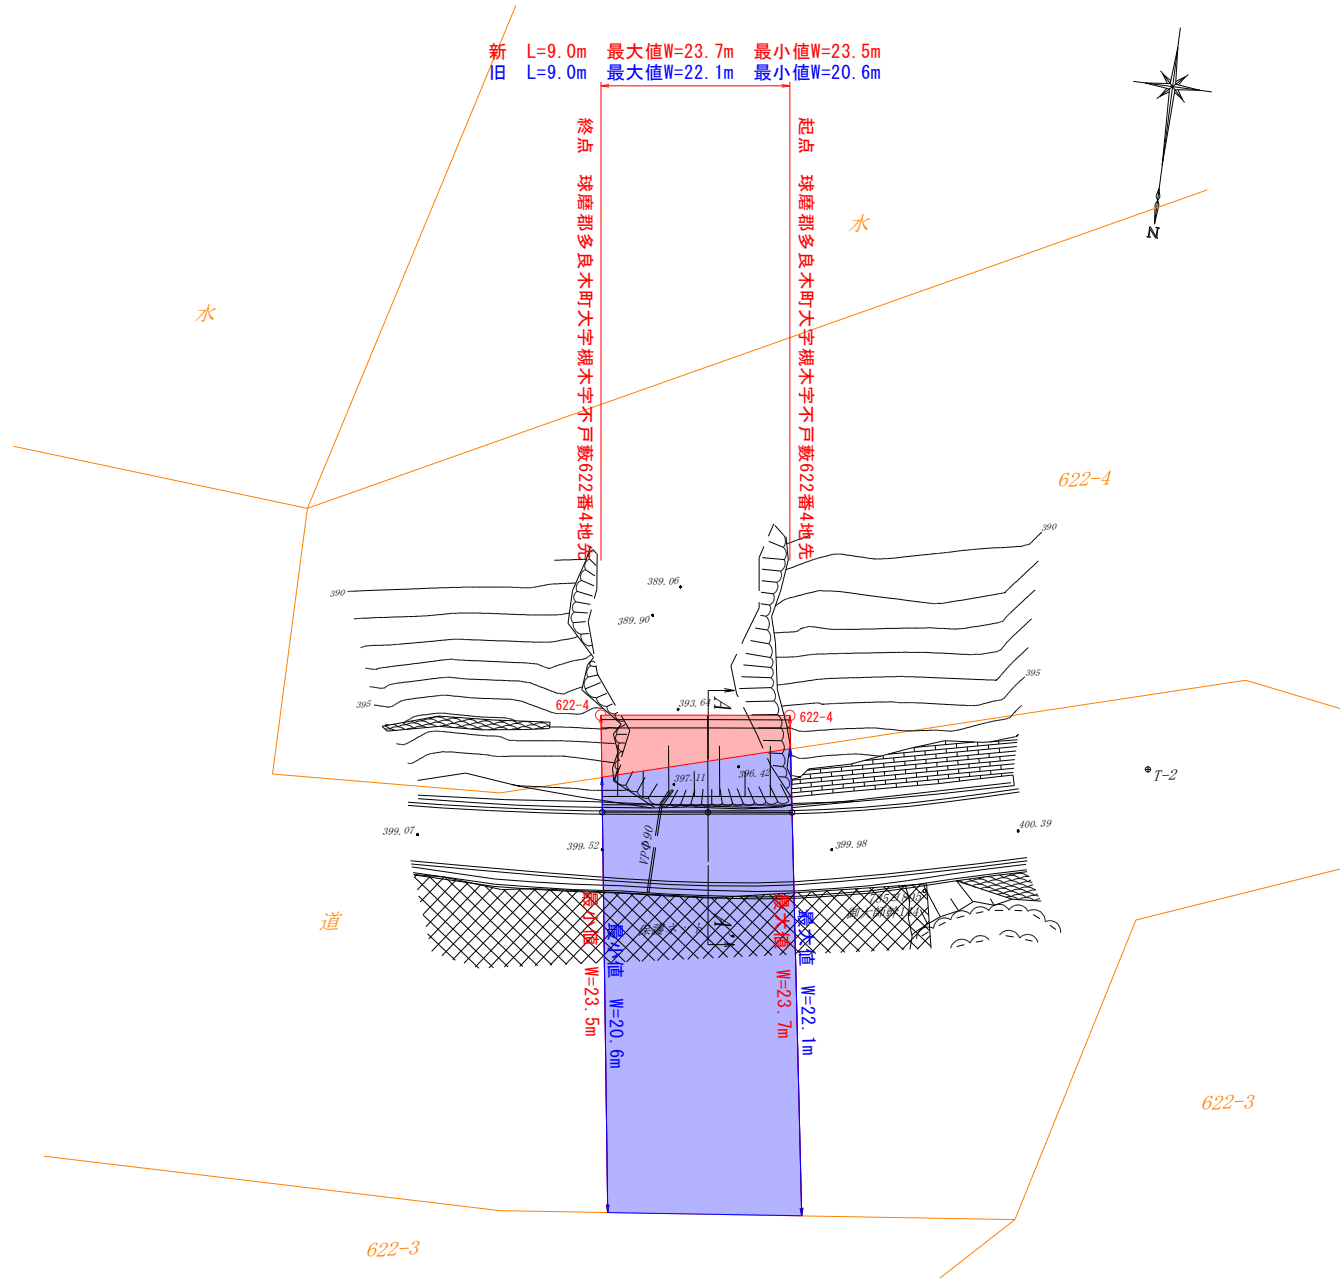 新　L=9.0m　最大値W=23.7m　最小値W=23.5m
旧　L=9.0m　最大値W=22.1m　最小値W=20.6m
終点　球磨郡多良木町大字槻木字不戸藪622番4地先
起点　球磨郡多良木町大字槻木字不戸藪622番4地先
N
水
水
622-4
390
390
389.06
389.90
395
395
622-4
393.64
A
622-4
397.11
396.42
T-2
399.07
399.52
VPΦ90
399.98
400.39
道
A'
最小値　W=23.5m
最小値　W=20.6m
最大値　W=23.7m
最大値　W=22.1m
622-3
622-3